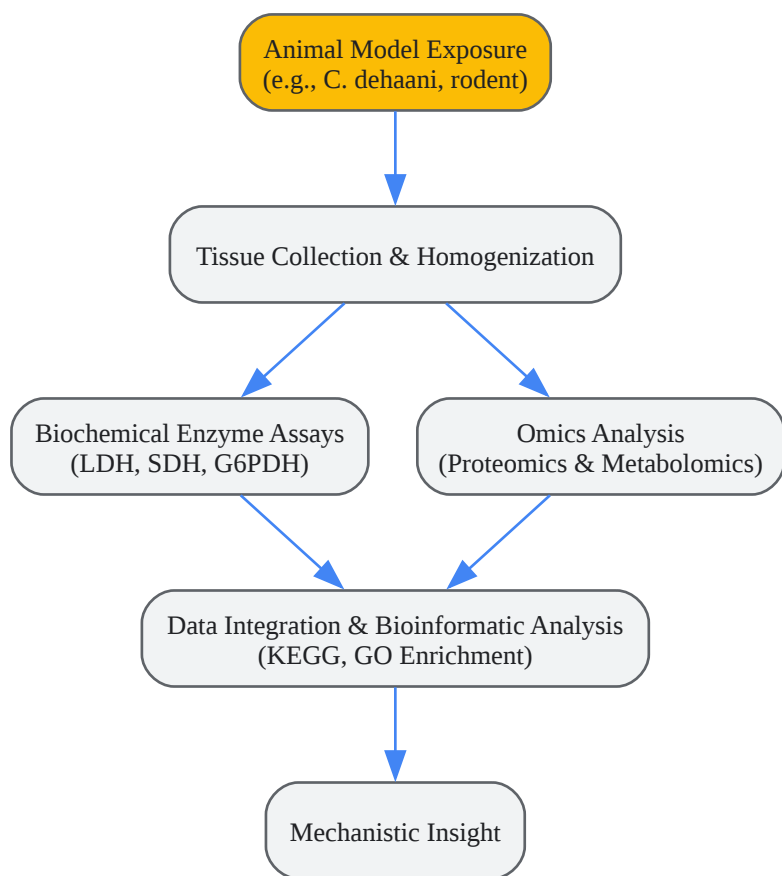 Animal Model Exposure
(e.g., C. dehaani, rodent)
Tissue Collection & Homogenization
Biochemical Enzyme Assays
(LDH, SDH, G6PDH)
Omics Analysis
(Proteomics & Metabolomics)
Data Integration & Bioinformatic Analysis
(KEGG, GO Enrichment)
Mechanistic Insight